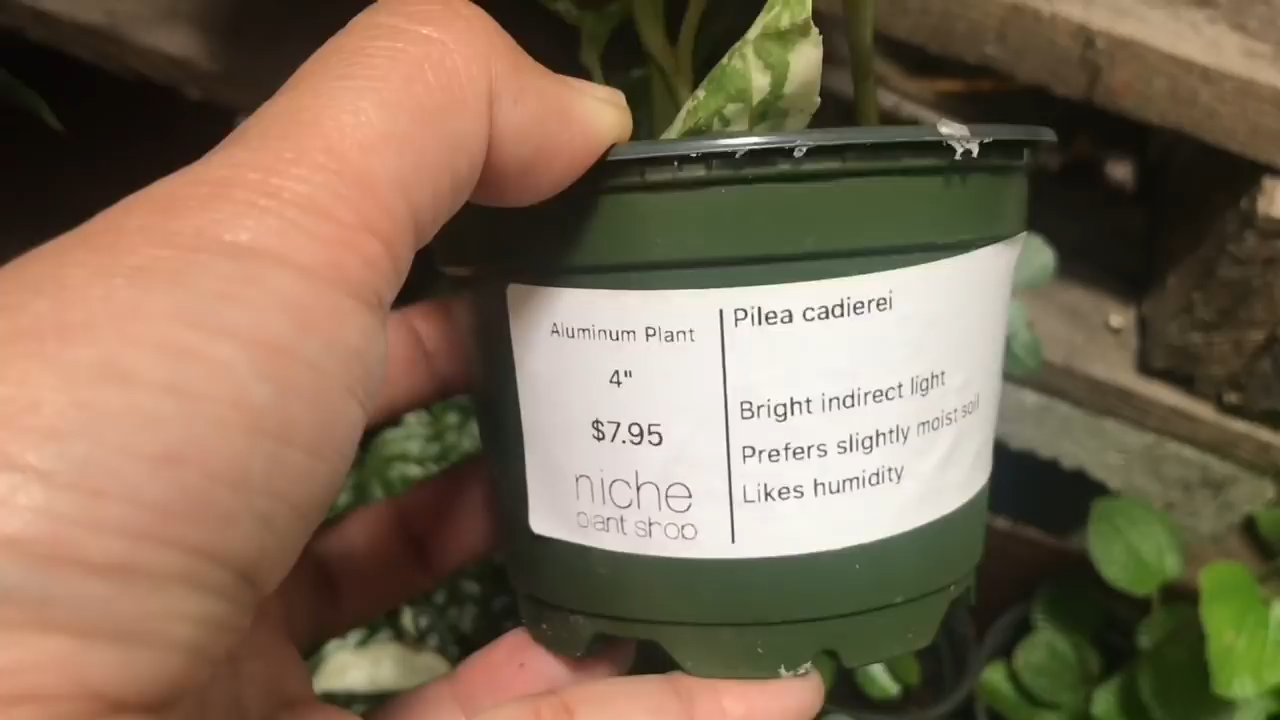 Aluminum Plant
4"
$7.95
niche
plant shop
Pilea cadierei
Bright indirect light
Prefers slightly moist soil
Likes humidity